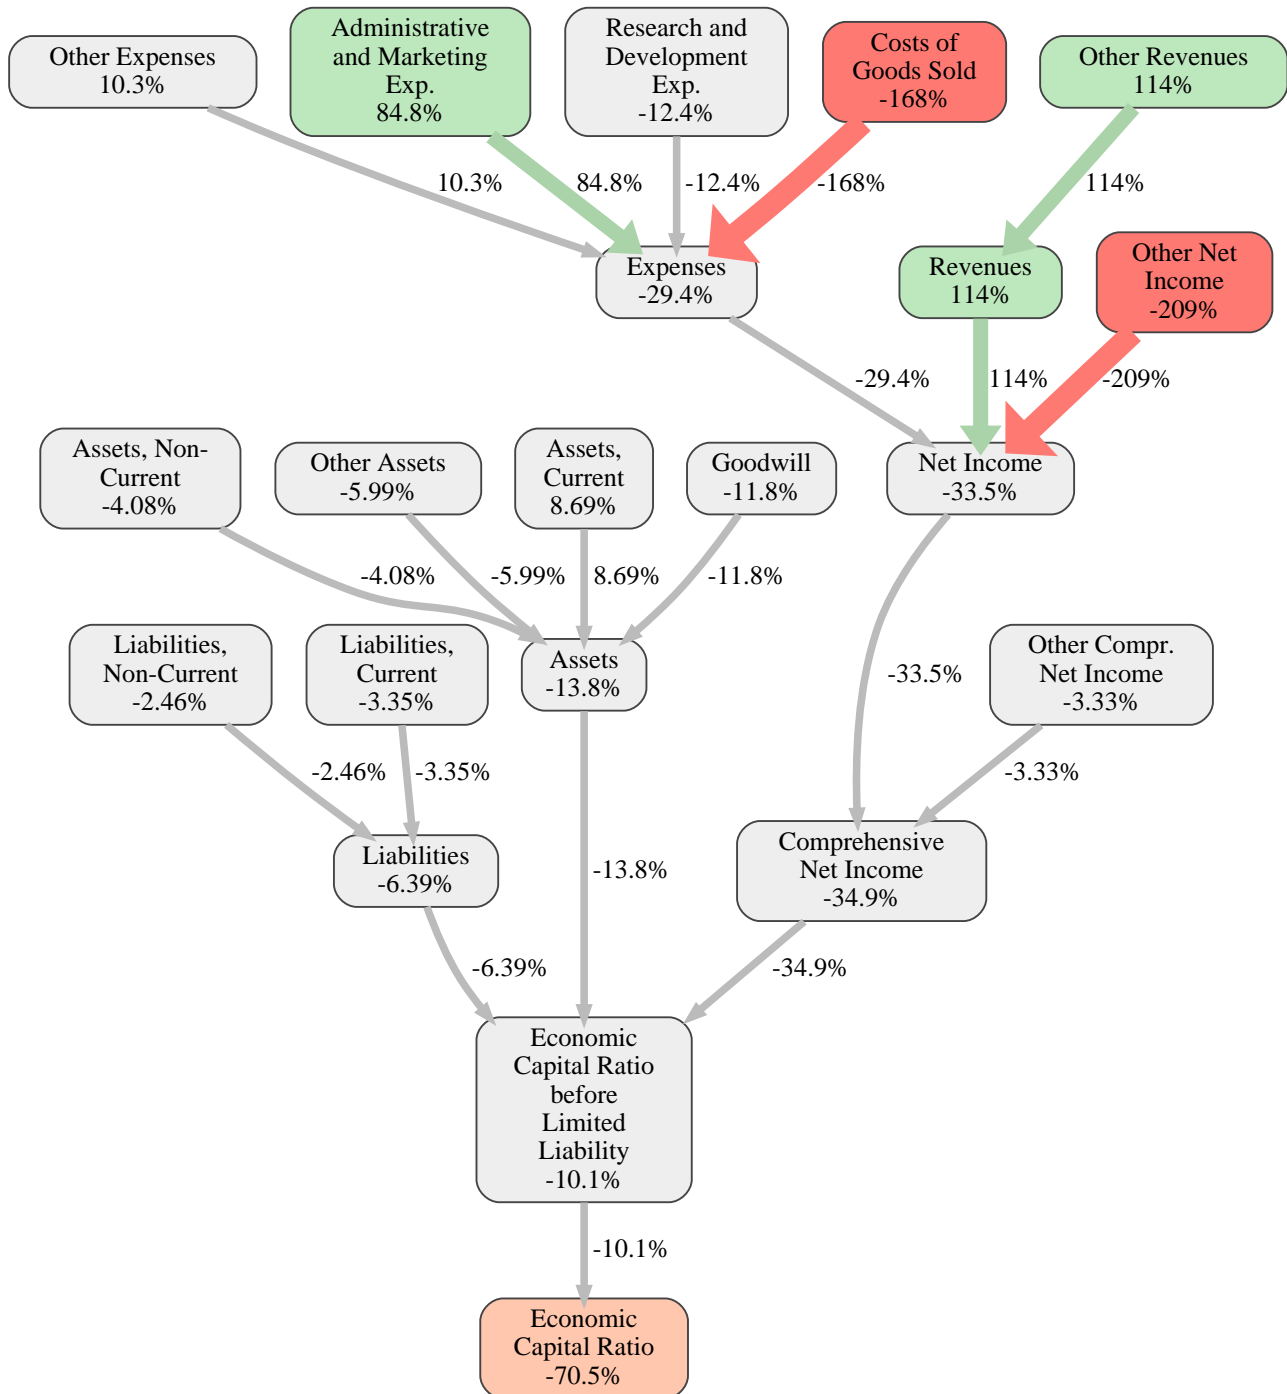 Other Expenses
10.3%
Administrative
and Marketing
Exp.
84.8%
Research and
Development
Exp.
-12.4%
Costs of
Goods Sold
-168%
Other Revenues
114%
10.3%
84.8%
-12.4%
-168%
114%
Expenses
-29.4%
Revenues
114%
Other Net
Income
-209%
-29.4%
114%
-209%
Assets, Non-
Current
-4.08%
Other Assets
-5.99%
Assets,
Current
8.69%
Goodwill
-11.8%
Net Income
-33.5%
-4.08%
-5.99%
8.69%
-11.8%
Liabilities,
Non-Current
-2.46%
Liabilities,
Current
-3.35%
Assets
-13.8%
-33.5%
Other Compr.
Net Income
-3.33%
-2.46%
-3.35%
-3.33%
Liabilities
-6.39%
-13.8%
Comprehensive
Net Income
-34.9%
-6.39%
-34.9%
Economic
Capital Ratio
before
Limited
Liability
-10.1%
-10.1%
Economic
Capital Ratio
-70.5%